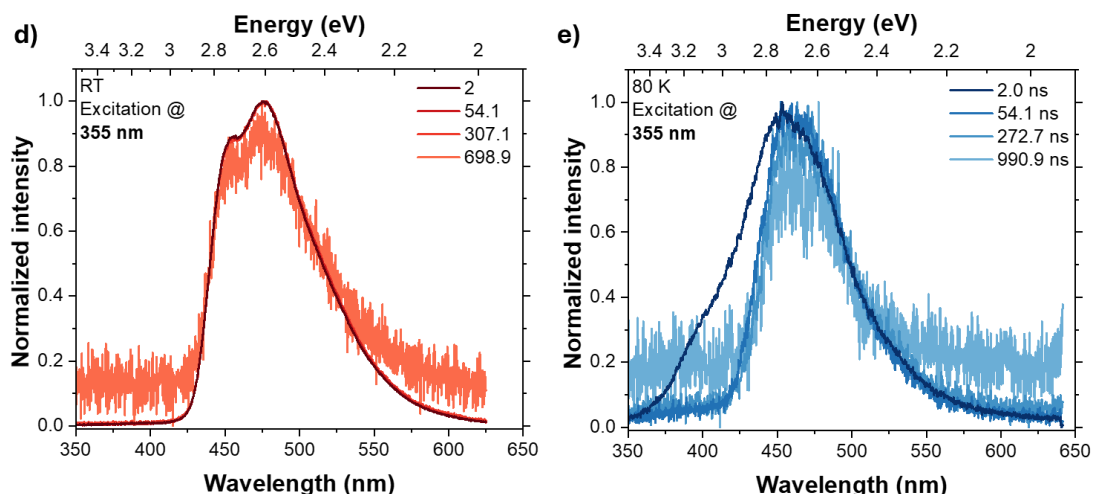 d)
Energy (eV)
3.4 3.2 3 2.8 2.6 2.4 2.2 2
RT
Excitation @
355 nm
2
54.1
307.1
698.9
Normalized intensity
1.0
0.8
0.6
0.4
0.2
0.0
350 400 450 500 550 600 650
Wavelength (nm)
e)
Energy (eV)
3.4 3.2 3 2.8 2.6 2.4 2.2 2
80 K
Excitation @
355 nm
2.0 ns
54.1 ns
272.7 ns
990.9 ns
Normalized intensity
1.0
0.8
0.6
0.4
0.2
0.0
350 400 450 500 550 600 650
Wavelength (nm)